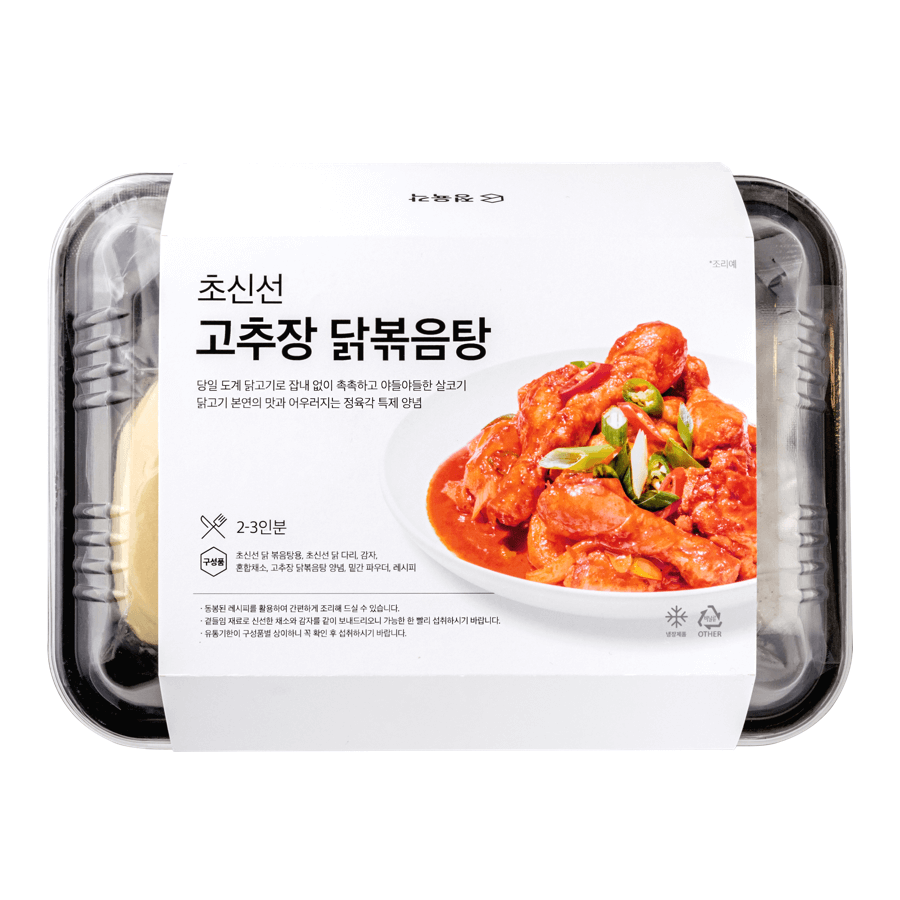 정육각
*조리예
초신선
고추장 닭볶음탕
당일 도계 닭고기로 잡내 없이 촉촉하고 야들야들한 살코기
닭고기 본연의 맛과 어우러지는 정육각 특제 양념
2-3인분
구성품
초신선 닭 볶음탕용, 초신선 닭 다리, 감자,
혼합채소, 고추장 닭볶음탕 양념, 밑간 파우더, 레시피
· 동봉된 레시피를 활용하여 간편하게 조리해 드실 수 있습니다.
· 곁들임 재료로 신선한 채소와 감자를 같이 보내드리오니 가능한 한 빨리 섭취하시기 바랍니다.
· 유통기한이 구성품별 상이하니 꼭 확인 후 섭취하시기 바랍니다.
냉장제품
OTHER